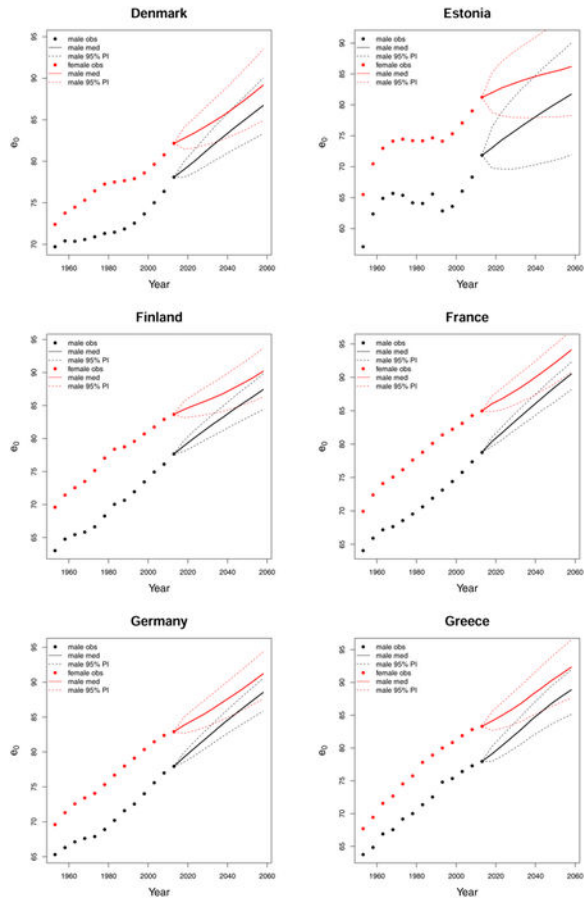 Denmark
male obs
male med
male 95% PI
female obs
male med
male 95% PI
95
90
85
80
75
70
e0
1960
1980
2000
2020
2040
2060
Year
Estonia
male obs
male med
male 95% PI
female obs
male med
male 95% PI
90
85
80
75
70
65
60
e0
1960
1980
2000
2020
2040
2060
Year
Finland
male obs
male med
male 95% PI
female obs
male med
male 95% PI
95
90
85
80
75
70
65
e0
1960
1980
2000
2020
2040
2060
Year
France
male obs
male med
male 95% PI
female obs
male med
male 95% PI
95
90
85
80
75
70
65
e0
1960
1980
2000
2020
2040
2060
Year
Germany
male obs
male med
male 95% PI
female obs
male med
male 95% PI
95
90
85
80
75
70
65
e0
1960
1980
2000
2020
2040
2060
Year
Greece
male obs
male med
male 95% PI
female obs
male med
male 95% PI
95
90
85
80
75
70
65
e0
1960
1980
2000
2020
2040
2060
Year